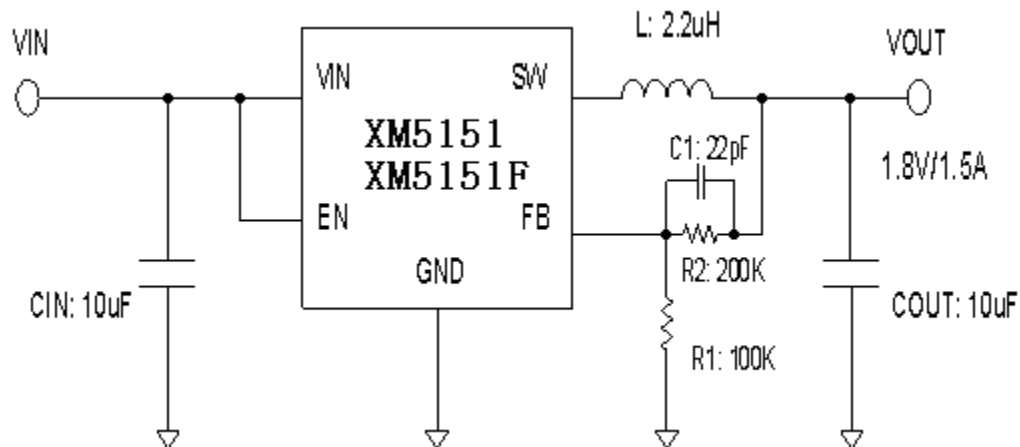 L: 2.2uH
VIN
VOUT
VIN
SW
XM5151
XM5151F
C1: 22pF
1.8V/1.5A
EN
FB
R2: 200K
GND
CIN: 10uF
COUT: 10uF
R1: 100K